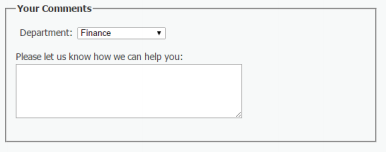 Your Comments
Department: Finance
Please let us know how we can help you: